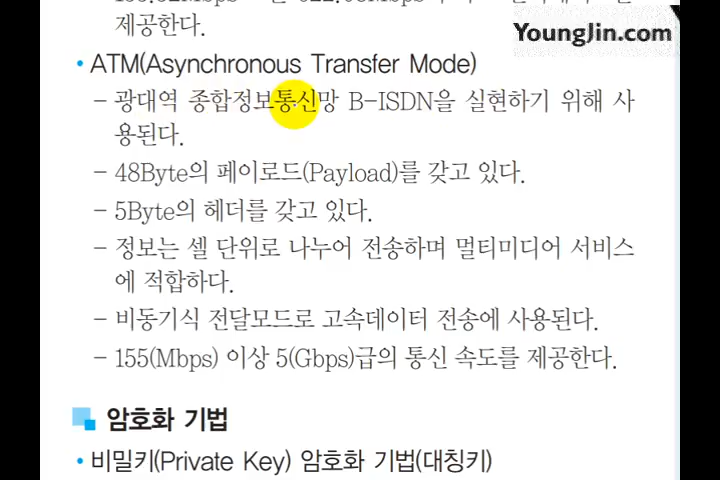 제공한다.
YoungJin.com
• ATM(Asynchronous Transfer Mode)
– 광대역 종합정보통신망 B-ISDN을 실현하기 위해 사
용된다.
– 48Byte의 페이로드(Payload)를 갖고 있다.
– 5Byte의 헤더를 갖고 있다.
– 정보는 셀 단위로 나누어 전송하며 멀티미디어 서비스
에 적합하다.
– 비동기식 전달모드로 고속데이터 전송에 사용된다.
– 155(Mbps) 이상 5(Gbps)급의 통신 속도를 제공한다.
암호화 기법
• 비밀키(Private Key) 암호화 기법(대칭키)